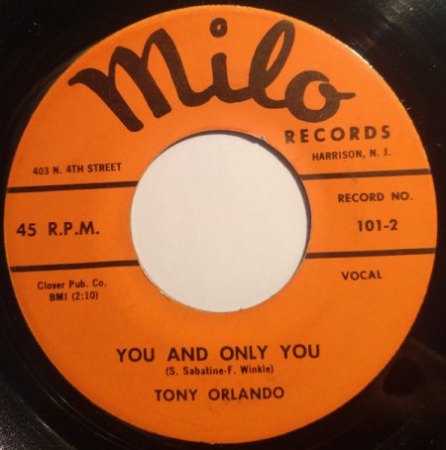 Milo
RECORDS
HARRISON, N. J.
403 N. 4TH STREET
RECORD NO.
45 R.P.M.
101-2
Clover Pub. Co.
BMI (2:10)
VOCAL
YOU AND ONLY YOU
(S. Sabatine-F. Winkle)
TONY ORLANDO